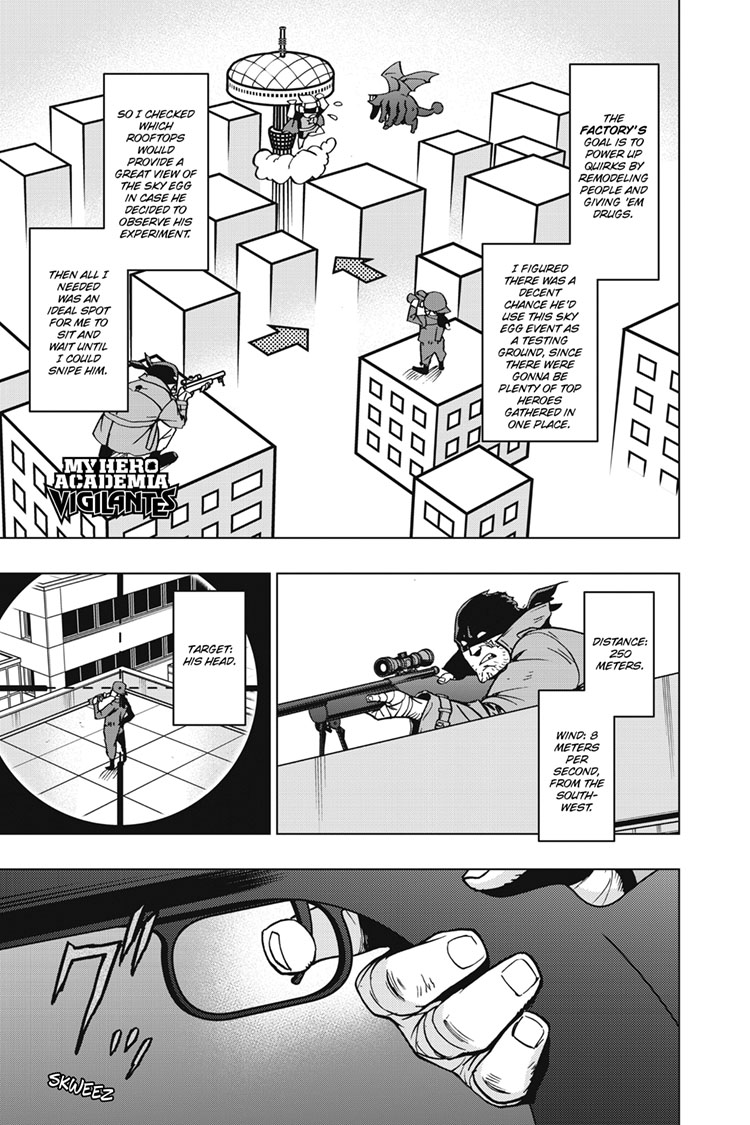 THE
FACTORY'S
GOAL IS TO
POWER UP
QUIRKS BY
REMODELING
PEOPLE AND
GIVING 'EM
DRUGS.
I FIGURED
THERE WAS A
DECENT
CHANCE HE'D
USE THIS SKY
EGG EVENT AS
A TESTING
GROUND, SINCE
THERE WERE
GONNA BE
PLENTY OF TOP
HEROES
GATHERED IN
ONE PLACE.
SO I CHECKED
WHICH
ROOFTOPS
WOULD
PROVIDE A
GREAT VIEW
OF THE SKY EGG
IN CASE HE
DECIDED TO
OBSERVE HIS
EXPERIMENT.
THEN ALL I
NEEDED
WAS AN
IDEAL SPOT
FOR ME TO
SIT AND
WAIT UNTIL
I COULD
SNIPE HIM.
MY HERO
ACADEMIA
VIGILANTES
DISTANCE:
250
METERS.
WIND: 8
METERS
PER
SECOND,
FROM THE
SOUTH-
WEST.
TARGET:
HIS HEAD.
グッ
SKWEEZ